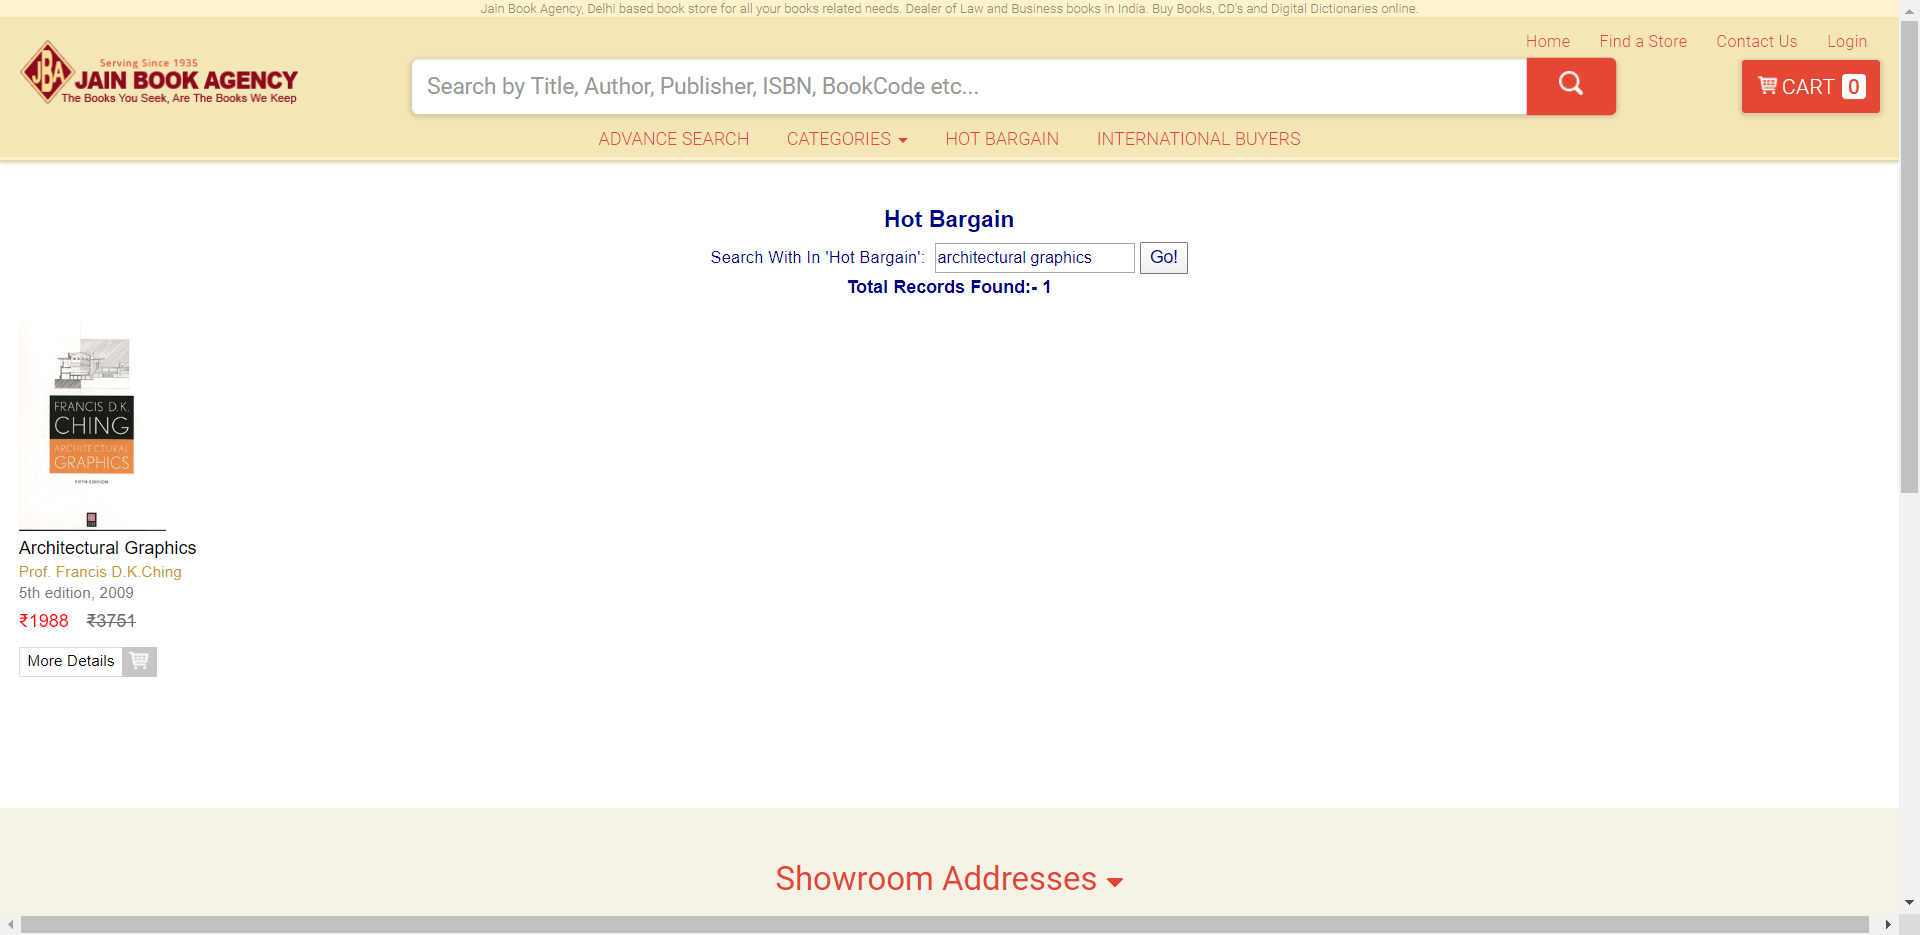 Jain Book Agency, Delhi based book store for all your books related needs. Dealer of Law and Business books in India. Buy Books, CD's and Digital Dictionaries online.
Home Find a Store Contact Us Login
JBA
Serving Since 1935
JAIN BOOK AGENCY
The Books You Seek, Are The Books We Keep
Search by Title, Author, Publisher, ISBN, BookCode etc...
CART 0
ADVANCE SEARCH CATEGORIES HOT BARGAIN INTERNATIONAL BUYERS
Hot Bargain
Search With In 'Hot Bargain': architectural graphics Go!
Total Records Found:- 1
FRANCIS D.K.
CHING
ARCHITECTURAL
GRAPHICS
FIFTH EDITION
Architectural Graphics
Prof. Francis D.K.Ching
5th edition, 2009
₹1988 ₹3751
More Details
Showroom Addresses